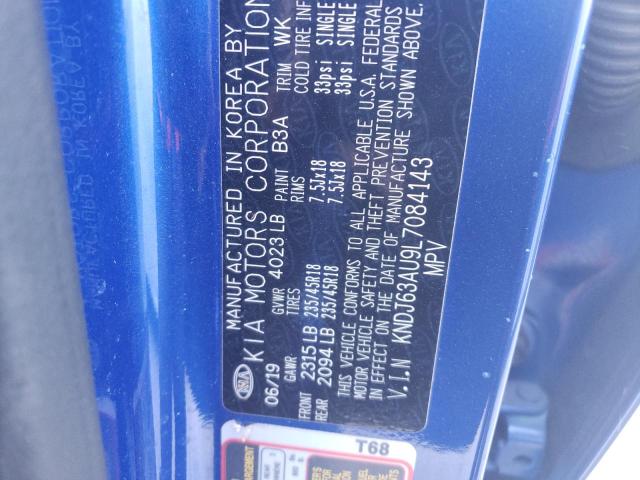 MANUFACTURED IN KOREA BY
KIA KIA MOTORS CORPORATION
06/19 GVWR 4023 LB PAINT B3A TRIM WK
GAWR TIRES RIMS COLD TIRE INF
FRONT 2315 LB 235/45R18 7.5Jx18 33psi SINGLE
REAR 2094 LB 235/45R18 7.5Jx18 33psi SINGLE
THIS VEHICLE CONFORMS TO ALL APPLICABLE U.S.A. FEDERAL
MOTOR VEHICLE SAFETY AND THEFT PREVENTION STANDARDS
IN EFFECT ON THE DATE OF MANUFACTURE SHOWN ABOVE.
V.I.N KNDJ63AU9L7084143
MPV
T68